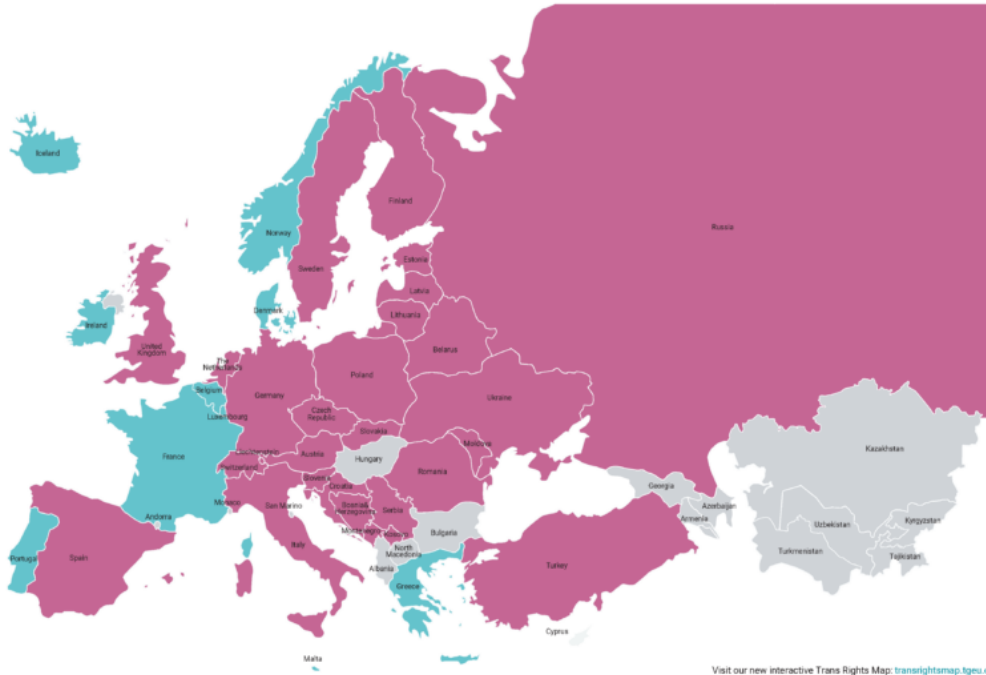 Iceland
Norway
Sweden
Finland
Russia
Estonia
Latvia
Lithuania
Denmark
Ireland
United
Kingdom
The
Netherlands
Belarus
Poland
Germany
Belgium
Luxembourg
Czech
Republic
Ukraine
Slovakia
France
Liechtenstein
Austria
Hungary
Moldova
Switzerland
Slovenia
Croatia
Romania
Kazakhstan
Monaco
San Marino
Bosnia &
Herzegovina
Serbia
Georgia
Azerbaijan
Armenia
Andorra
Montenegro
Kosovo
Bulgaria
Uzbekistan
Kyrgyzstan
Portugal
Spain
Italy
North
Macedonia
Albania
Turkmenistan
Tajikistan
Turkey
Greece
Cyprus
Malta
Visit our new interactive Trans Rights Map: transrightsmap.tgeu.